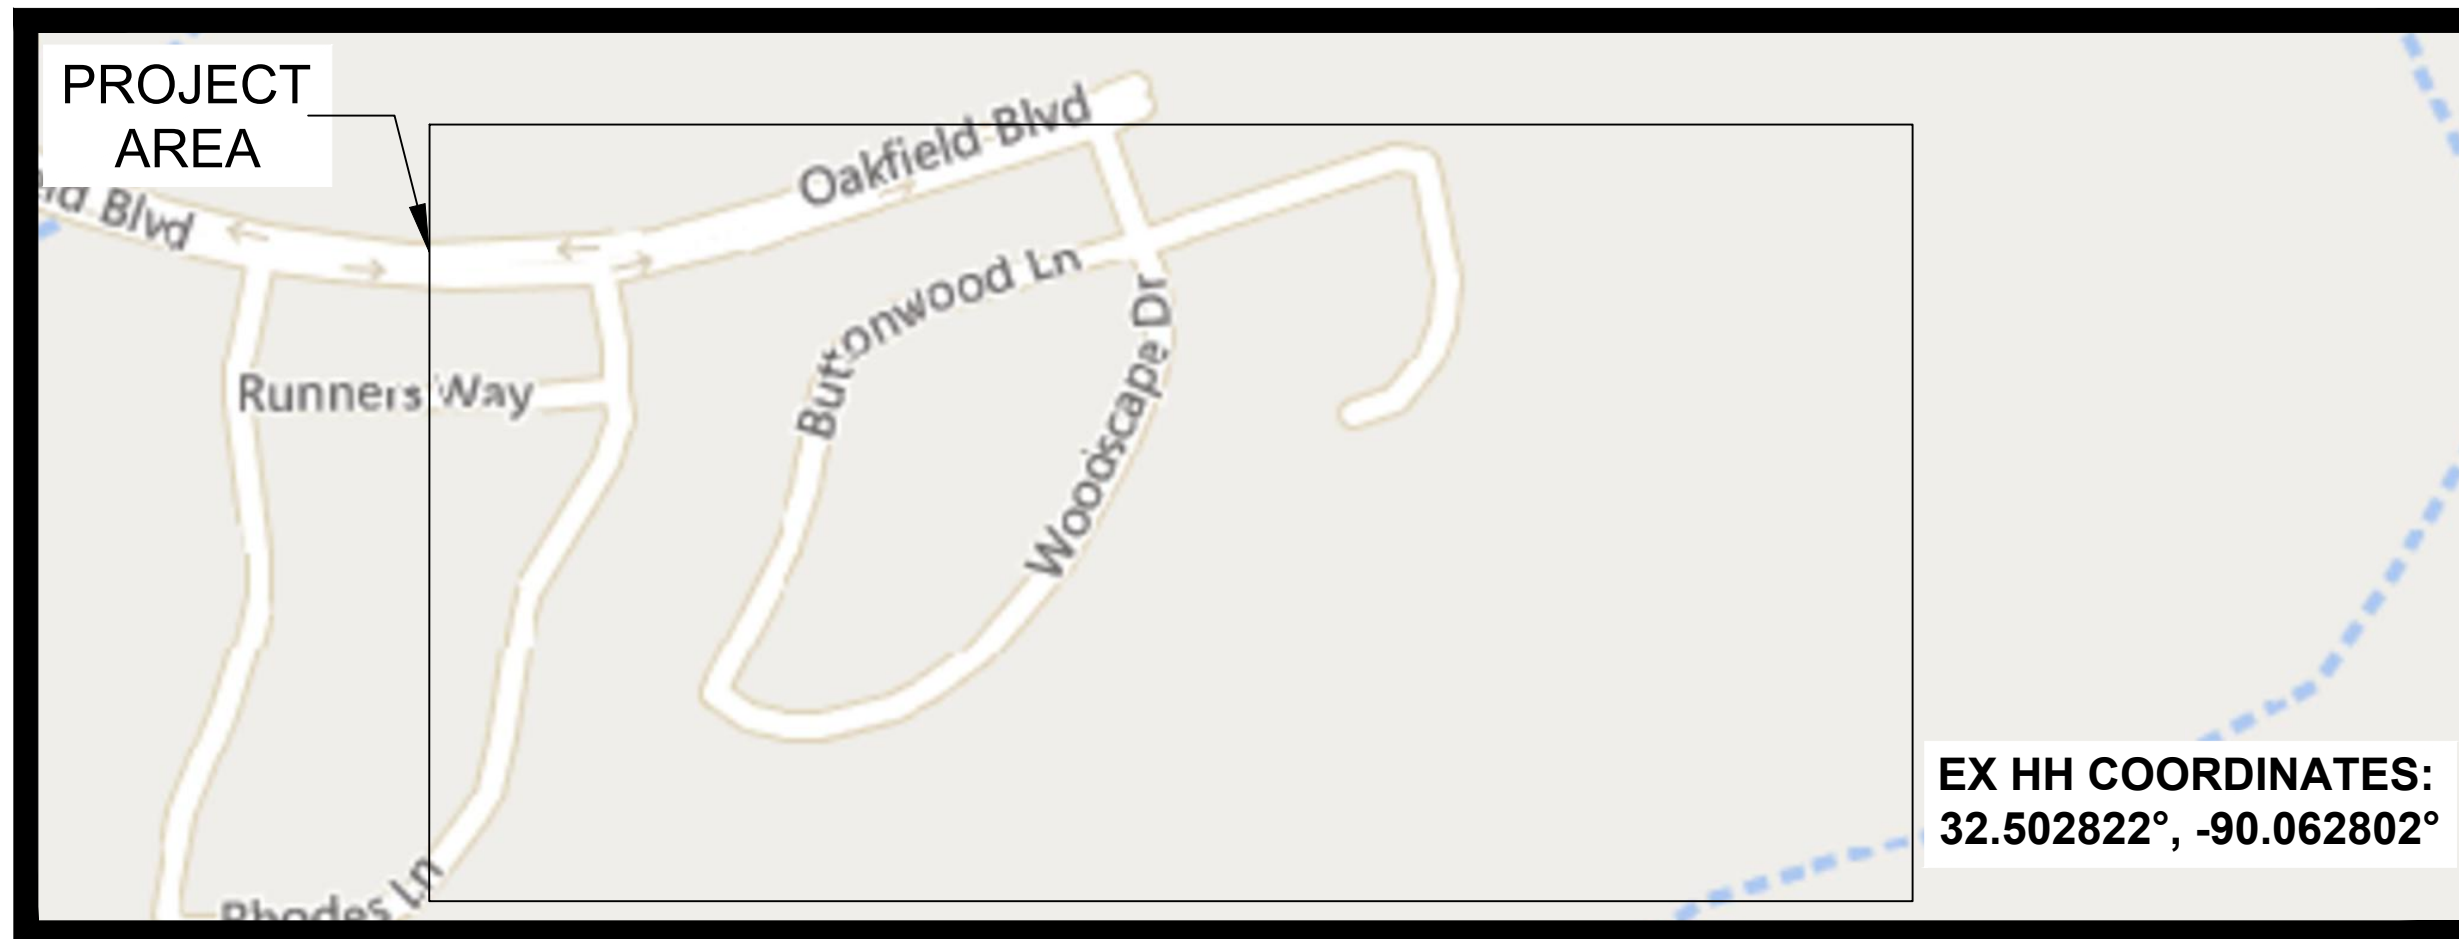 PROJECT
AREA
Oakfield Blvd
Blvd
Buttonwood Ln
Woodscape Dr
Runners Way
Rhodes Ln
EX HH COORDINATES:
32.502822°, -90.062802°